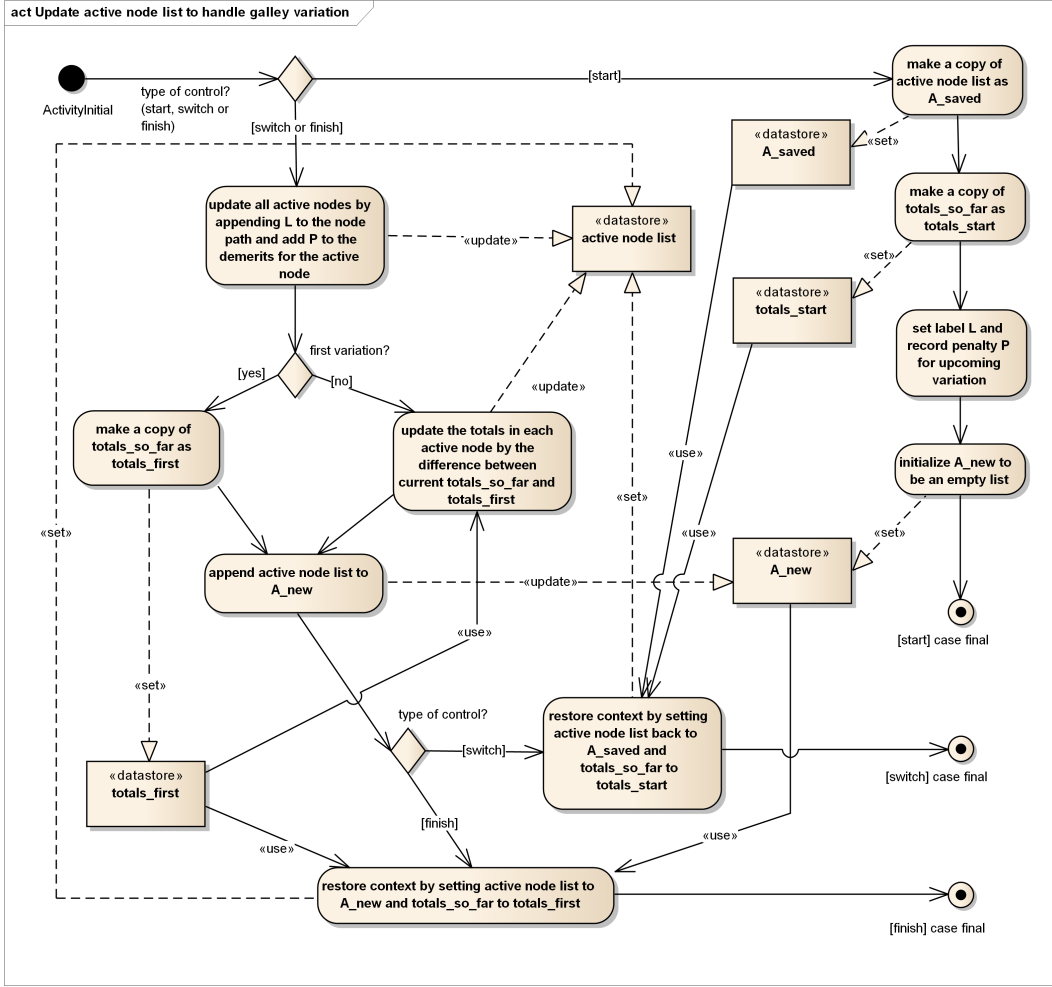 act Update active node list to handle galley variation
ActivityInitial
type of control?
(start, switch or
finish)
[start]
[switch or finish]
make a copy of
active node list as
A_saved
«set»
«datastore»
A_saved
make a copy of
totals_so_far as
totals_start
«set»
«datastore»
totals_start
set label L and
record penalty P
for upcoming
variation
initialize A_new to
be an empty list
«set»
«datastore»
A_new
[start] case final
update all active nodes by
appending L to the node
path and add P to the
demerits for the active
node
«update»
«datastore»
active node list
first variation?
[yes]
[no]
«update»
make a copy of
totals_so_far as
totals_first
update the totals in each
active node by the
difference between
current totals_so_far and
totals_first
«use»
«set»
«use»
«set»
append active node list to
A_new
«update»
«use»
«set»
type of control?
[switch]
restore context by setting
active node list back to
A_saved and
totals_so_far to
totals_start
[switch] case final
«datastore»
totals_first
[finish]
«use»
«use»
restore context by setting active node list to
A_new and totals_so_far to totals_first
[finish] case final